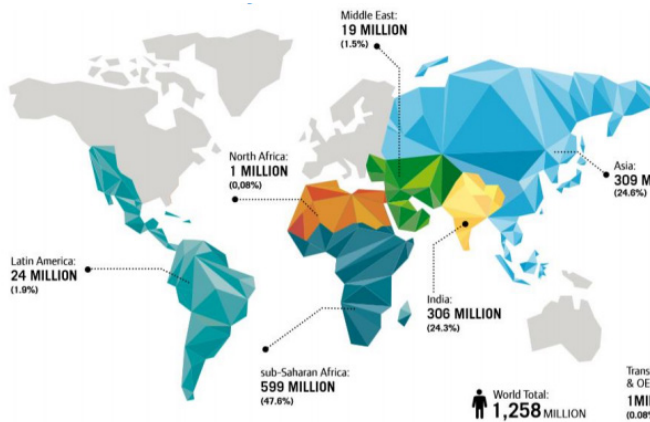 Middle East:
19 MILLION
(1.5%)
North Africa:
1 MILLION
(0,08%)
Asia:
309 M
(24.6%)
Latin America:
24 MILLION
(1.9%)
India:
306 MILLION
(24.3%)
sub-Saharan Africa:
599 MILLION
(47.6%)
World Total:
1,258 MILLION
Trans
& OE
1MI
(0.08%